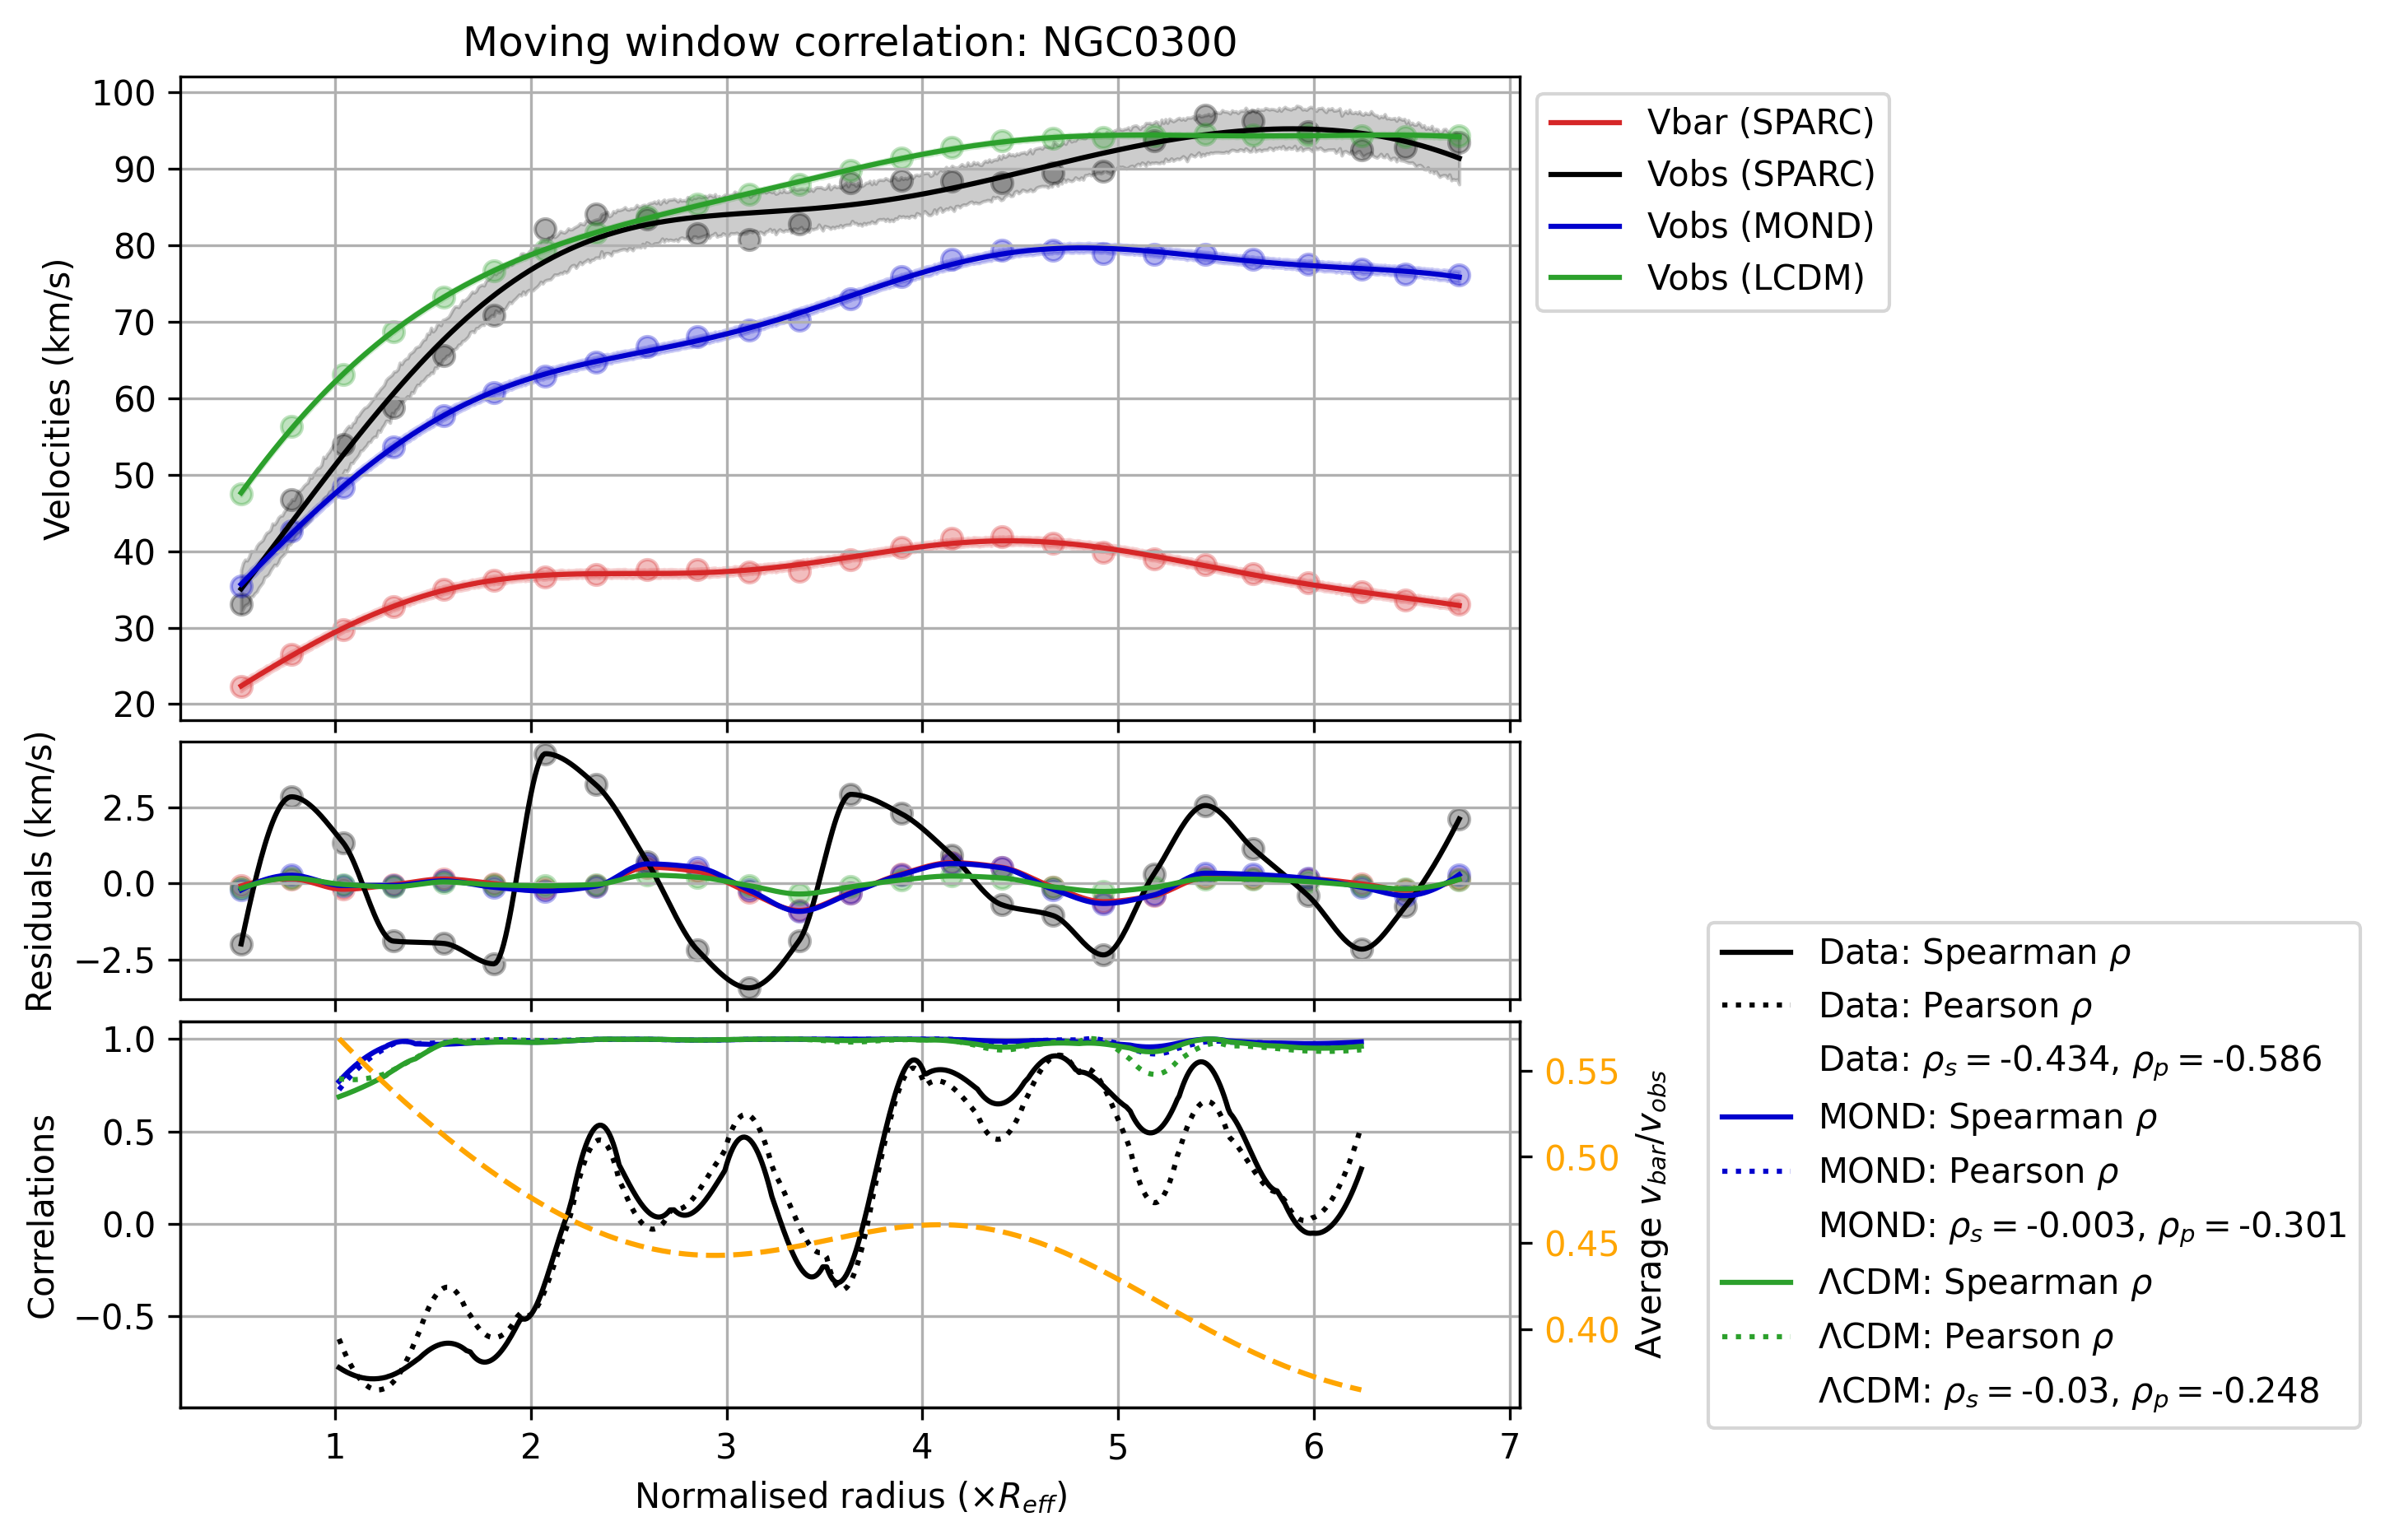 Moving window correlation: NGC0300
100
90
80
70
60
50
40
30
20
Velocities (km/s)
Vbar (SPARC)
Vobs (SPARC)
Vobs (MOND)
Vobs (LCDM)
2.5
0.0
−2.5
Residuals (km/s)
1.0
0.5
0.0
−0.5
Correlations
0.55
0.50
0.45
0.40
Average v_bar/v_obs
1 2 3 4 5 6 7
Normalised radius (×R_eff)
Data: Spearman ρ
Data: Pearson ρ
Data: ρ_s = -0.434, ρ_p = -0.586
MOND: Spearman ρ
MOND: Pearson ρ
MOND: ρ_s = -0.003, ρ_p = -0.301
ΛCDM: Spearman ρ
ΛCDM: Pearson ρ
ΛCDM: ρ_s = -0.03, ρ_p = -0.248